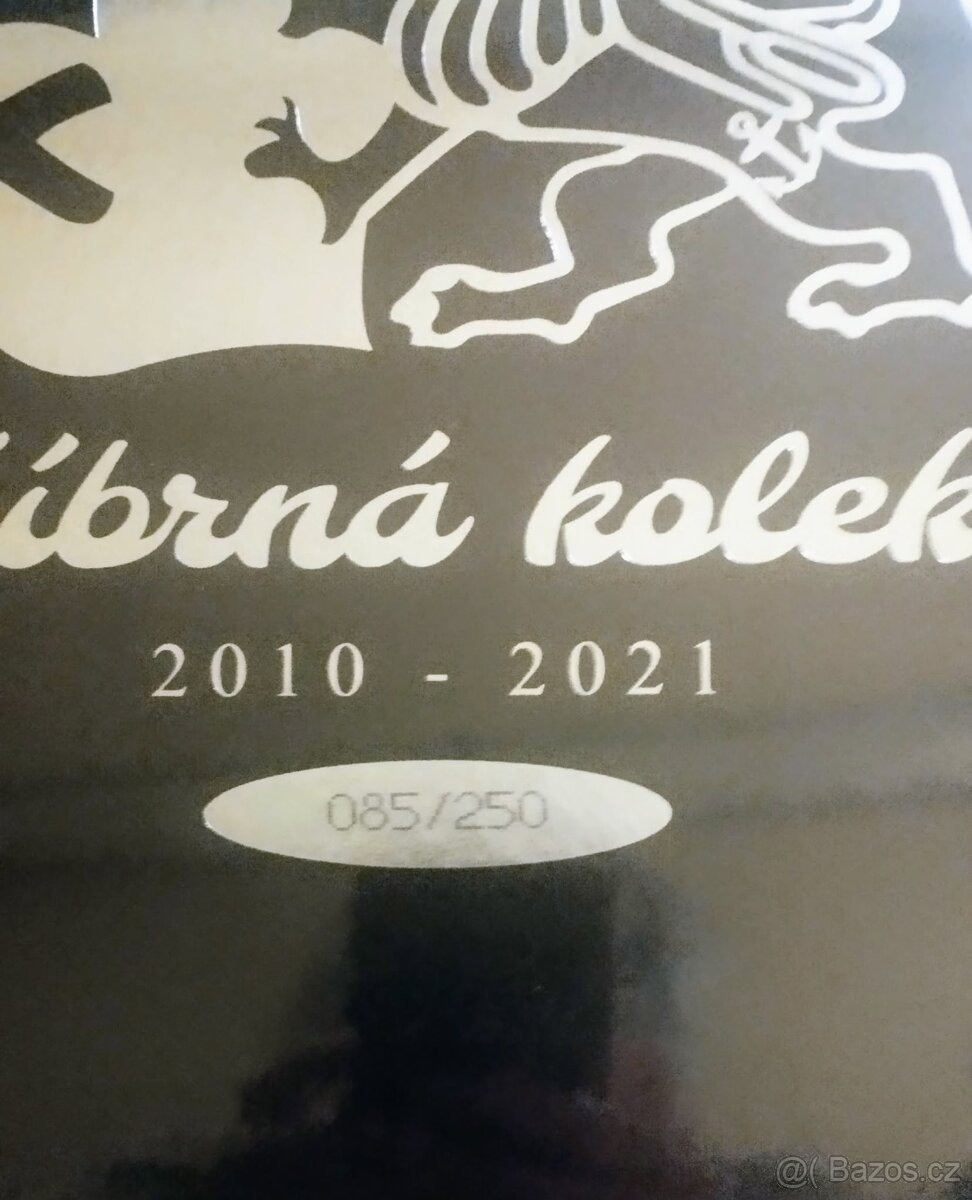 íbrná kolek
2010 - 2021
085/250
@( Bazos.cz